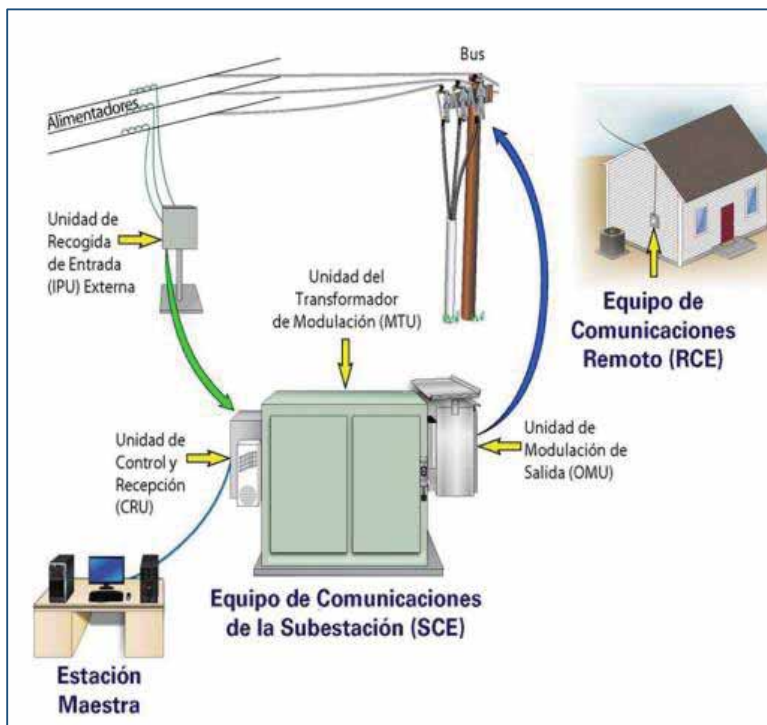 Bus
Alimentadores
Unidad de
Recogida
de Entrada
(IPU) Externa
Unidad del
Transformador
de Modulación (MTU)
Equipo de
Comunicaciones
Remoto (RCE)
Unidad de
Control y
Recepción
(CRU)
Unidad de
Modulación de
Salida (OMU)
Equipo de Comunicaciones
de la Subestación (SCE)
Estación
Maestra